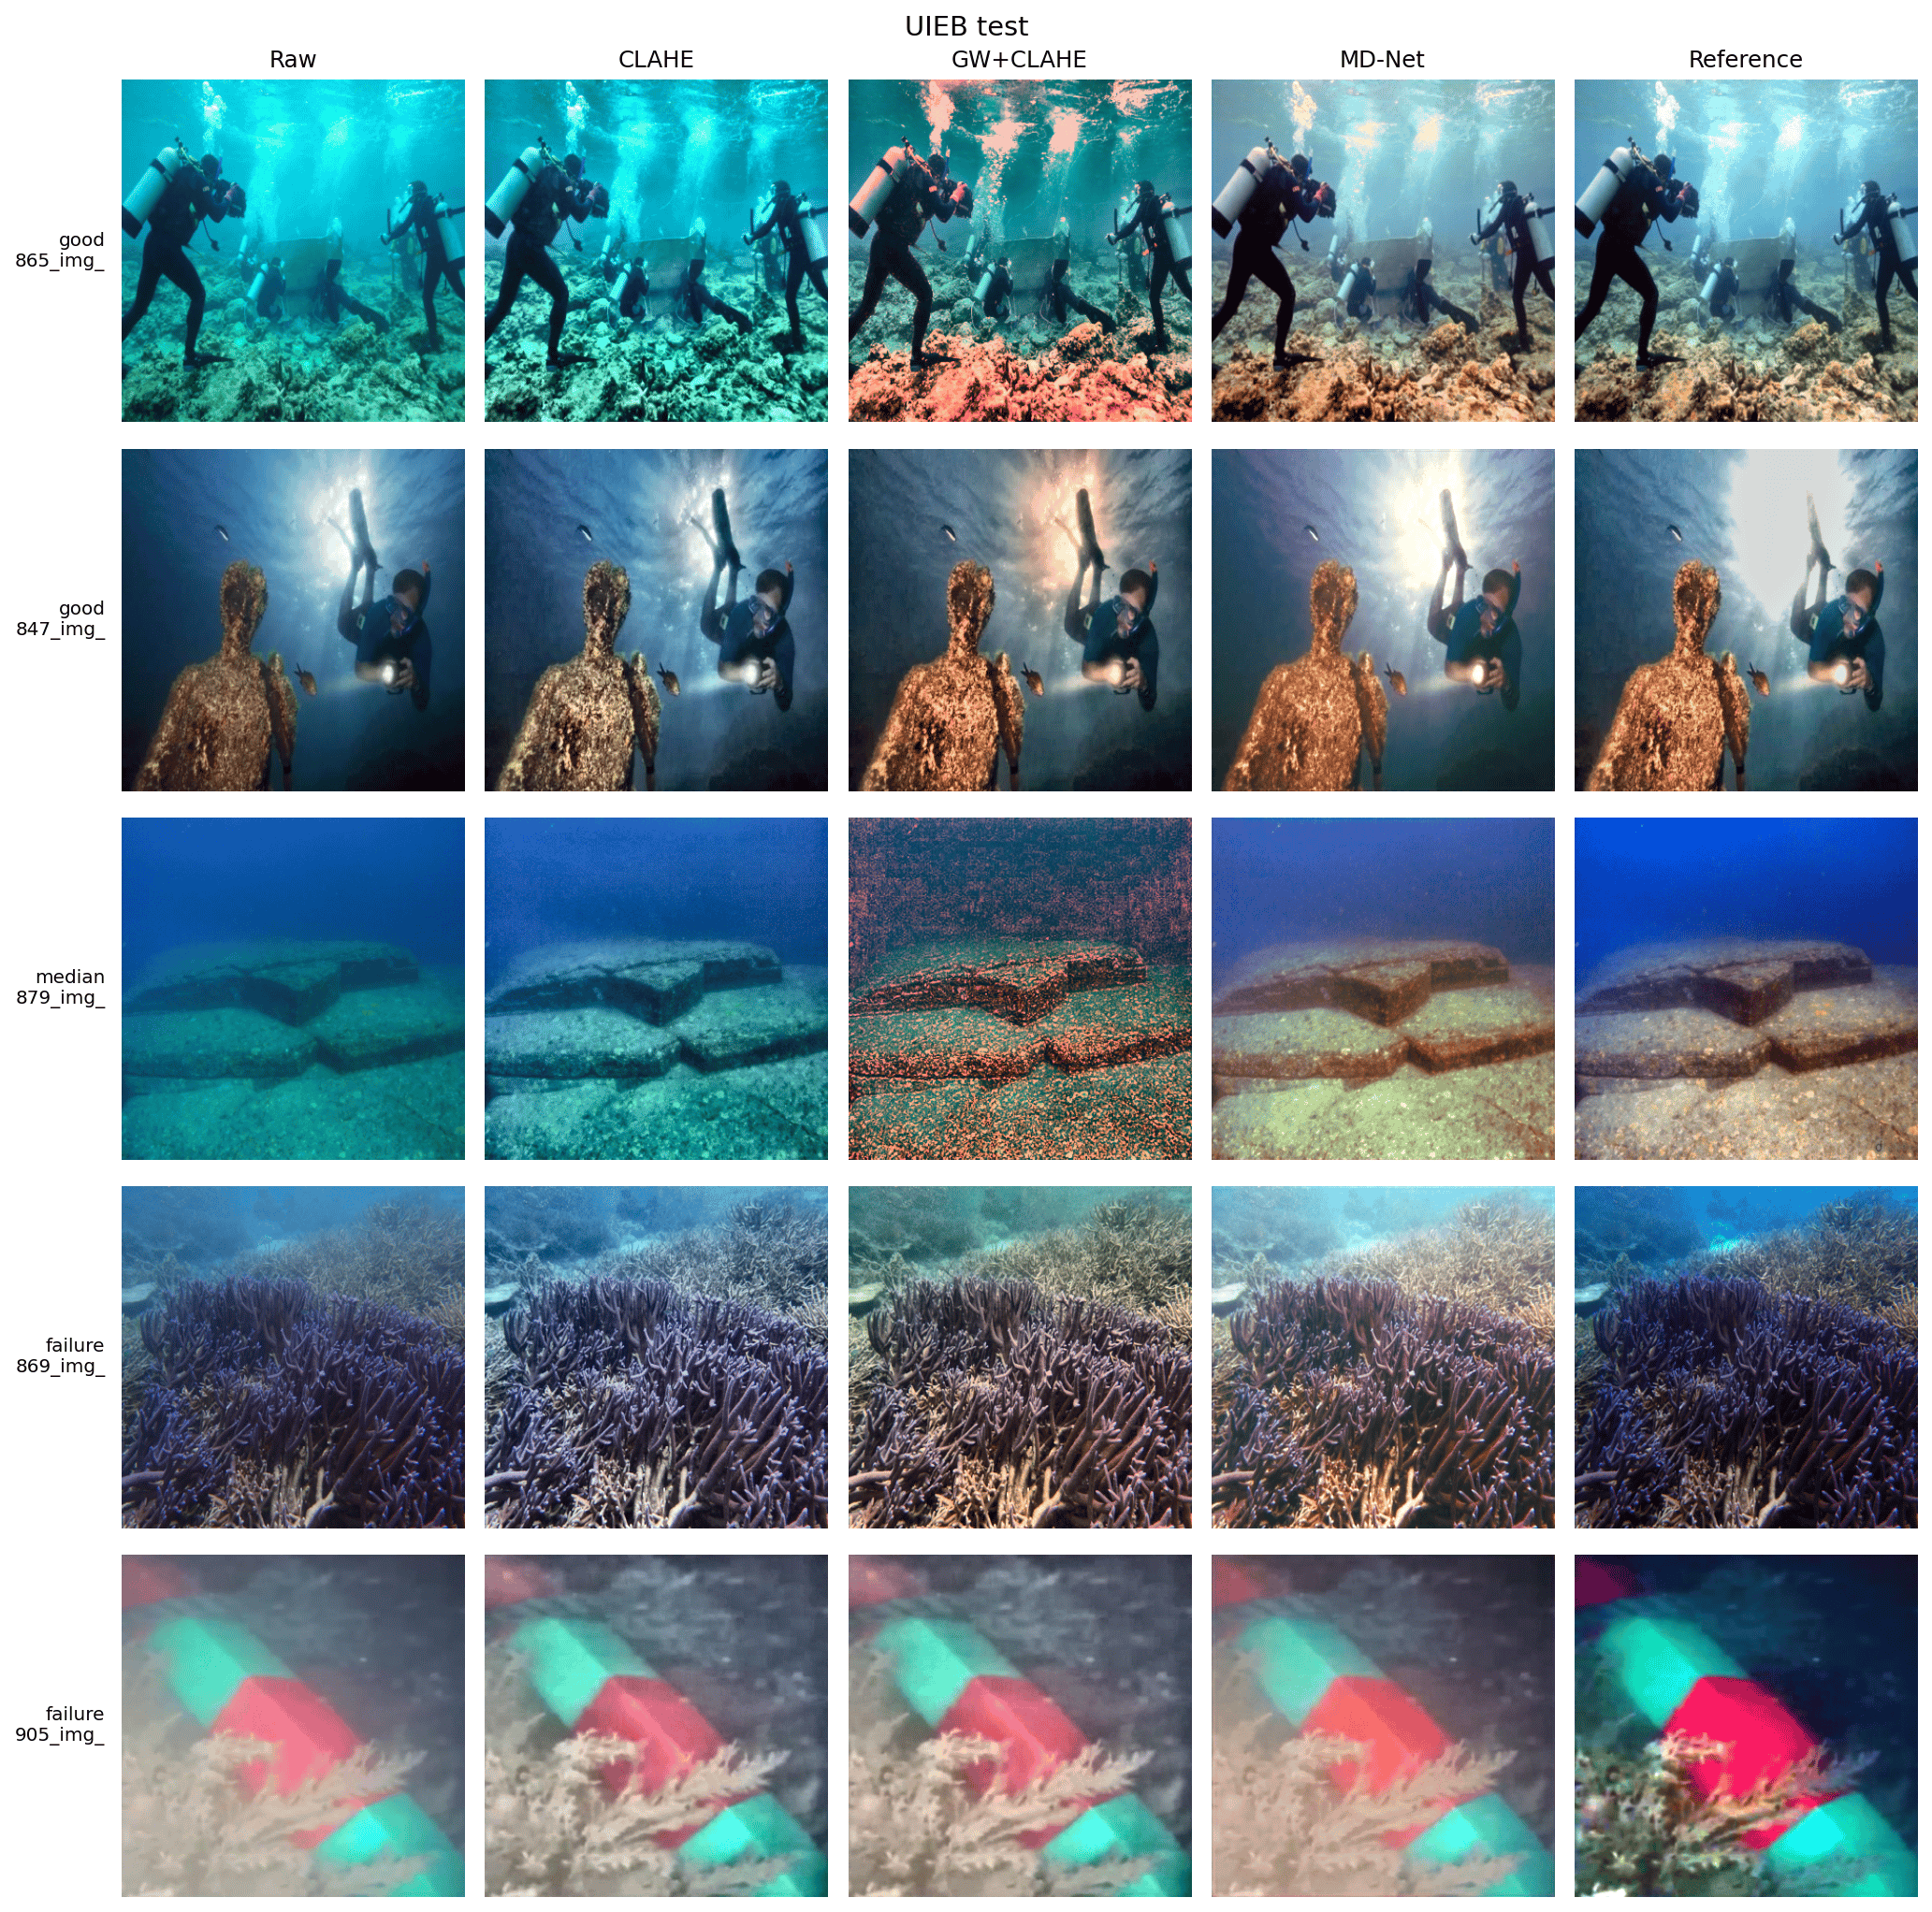 UIEB test
Raw CLAHE GW+CLAHE MD-Net Reference
good
865_img_
good
847_img_
median
879_img_
failure
869_img_
failure
905_img_